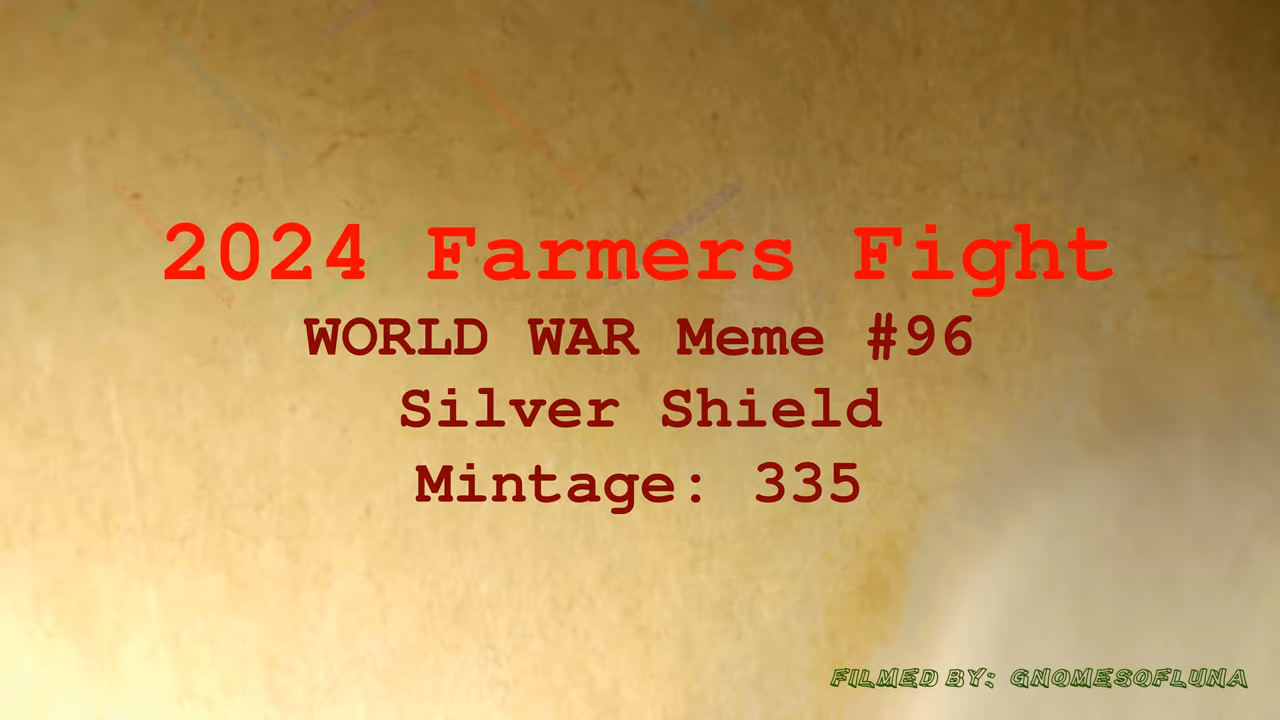 2024 Farmers Fight
WORLD WAR Meme #96
Silver Shield
Mintage: 335
FILMED BY: GNOMESOFLUNA